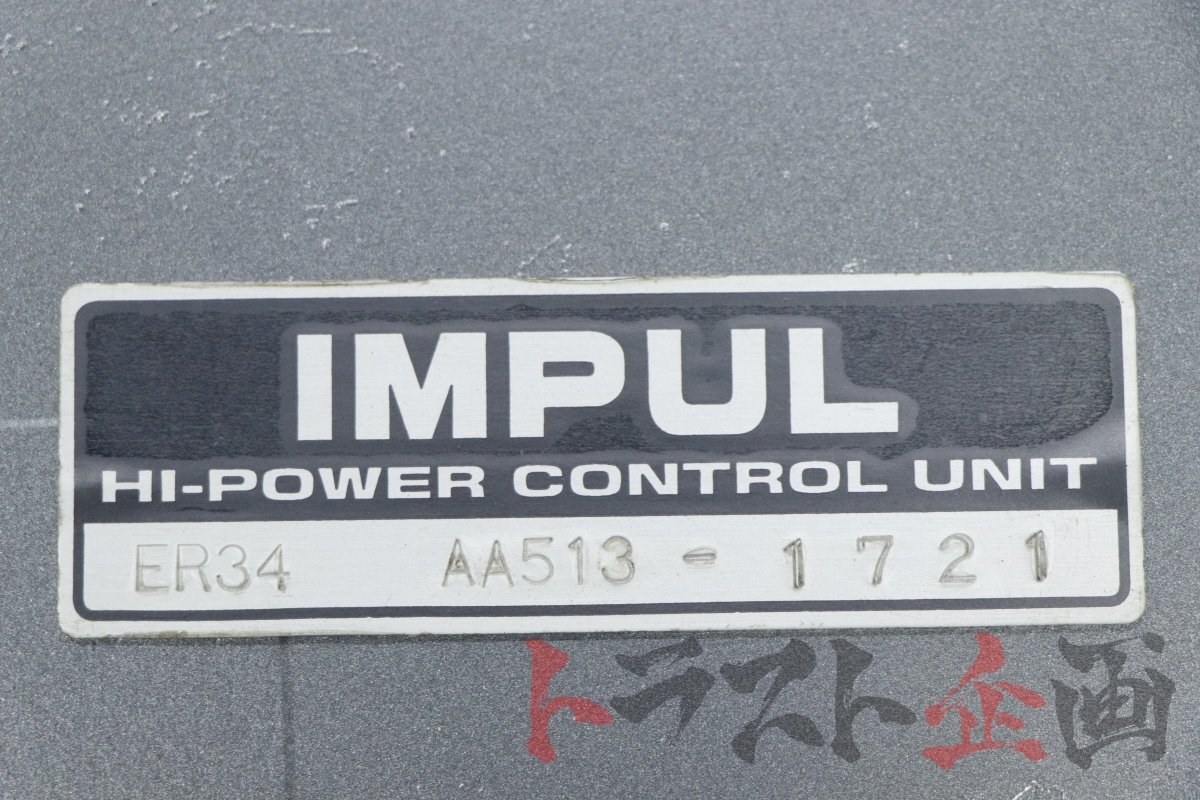 IMPUL
HI-POWER CONTROL UNIT
ER34 AA513-1721
トラスト企画